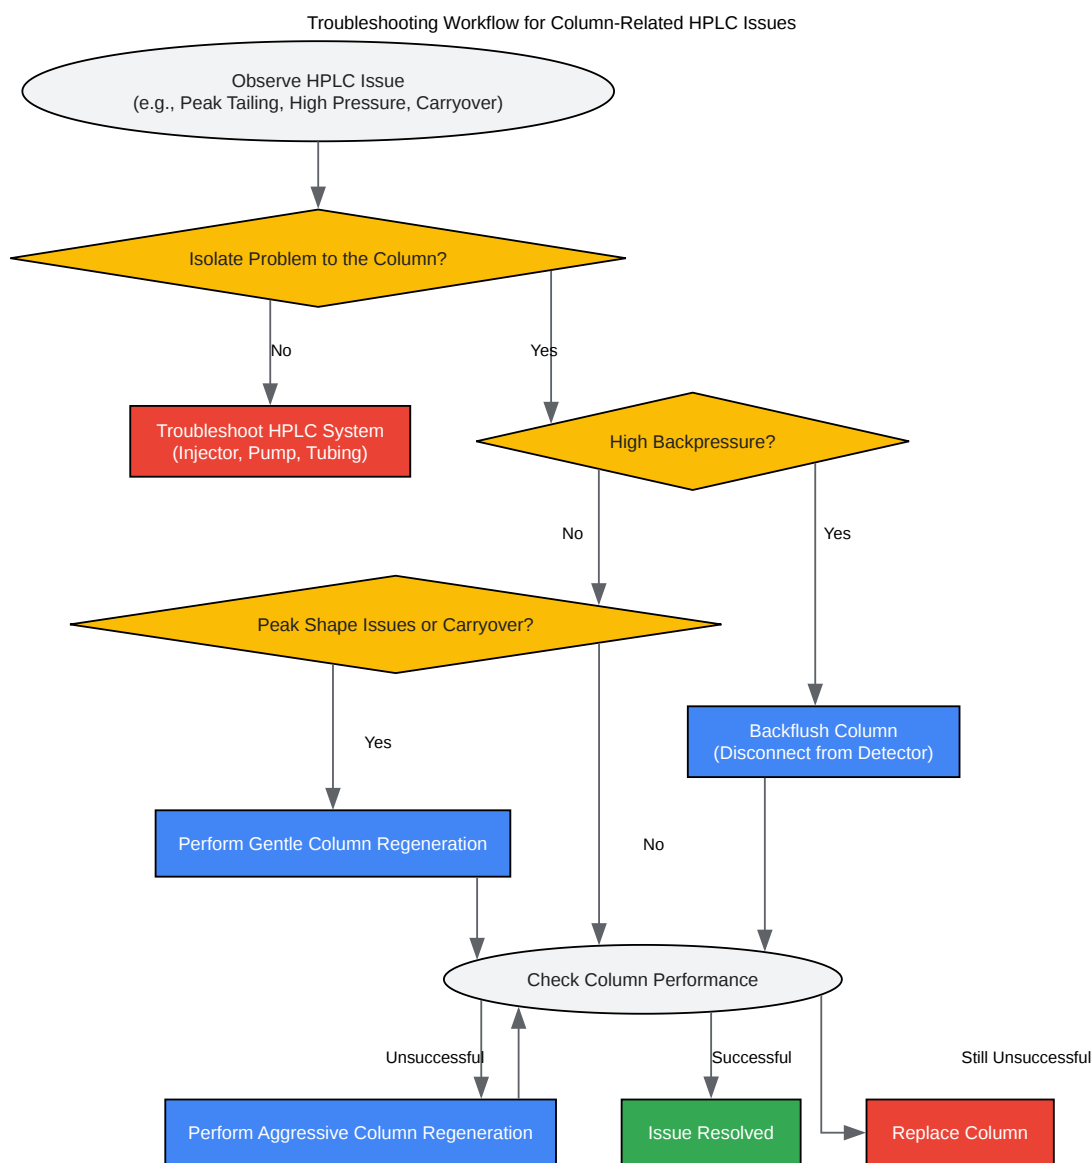 Troubleshooting Workflow for Column-Related HPLC Issues
Observe HPLC Issue
(e.g., Peak Tailing, High Pressure, Carryover)
Isolate Problem to the Column?
No
Yes
Troubleshoot HPLC System
(Injector, Pump, Tubing)
High Backpressure?
No
Yes
Peak Shape Issues or Carryover?
Yes
Backflush Column
(Disconnect from Detector)
Perform Gentle Column Regeneration
No
Check Column Performance
Unsuccessful
Successful
Still Unsuccessful
Perform Aggressive Column Regeneration
Issue Resolved
Replace Column